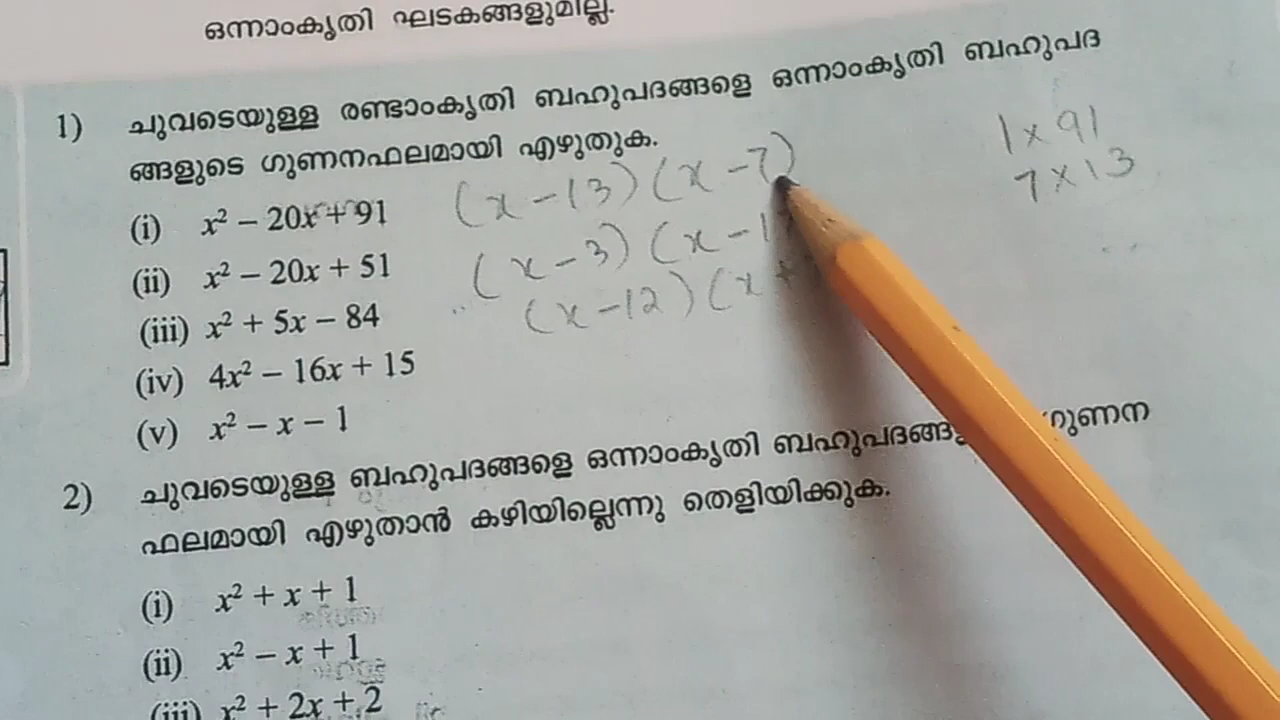 ഒന്നാംകൃതി ഘടകങ്ങളുമില്ല.
1) ചുവടെയുള്ള രണ്ടാംകൃതി ബഹുപദങ്ങളെ ഒന്നാംകൃതി ബഹുപദ
ങ്ങളുടെ ഗുണനഫലമായി എഴുതുക.
1 × 91
7 × 13
(i) x² – 20x + 91 (x – 13) (x – 7)
(ii) x² – 20x + 51 (x – 3) (x – 1
(iii) x² + 5x – 84 (x – 12) (x +
(iv) 4x² – 16x + 15
(v) x² – x – 1
2) ചുവടെയുള്ള ബഹുപദങ്ങളെ ഒന്നാംകൃതി ഗുണന
ഫലമായി എഴുതാൻ കഴിയില്ലെന്നു തെളിയിക്കുക.
(i) x² + x + 1
(ii) x² – x + 1
(iii) x² + 2x + 2